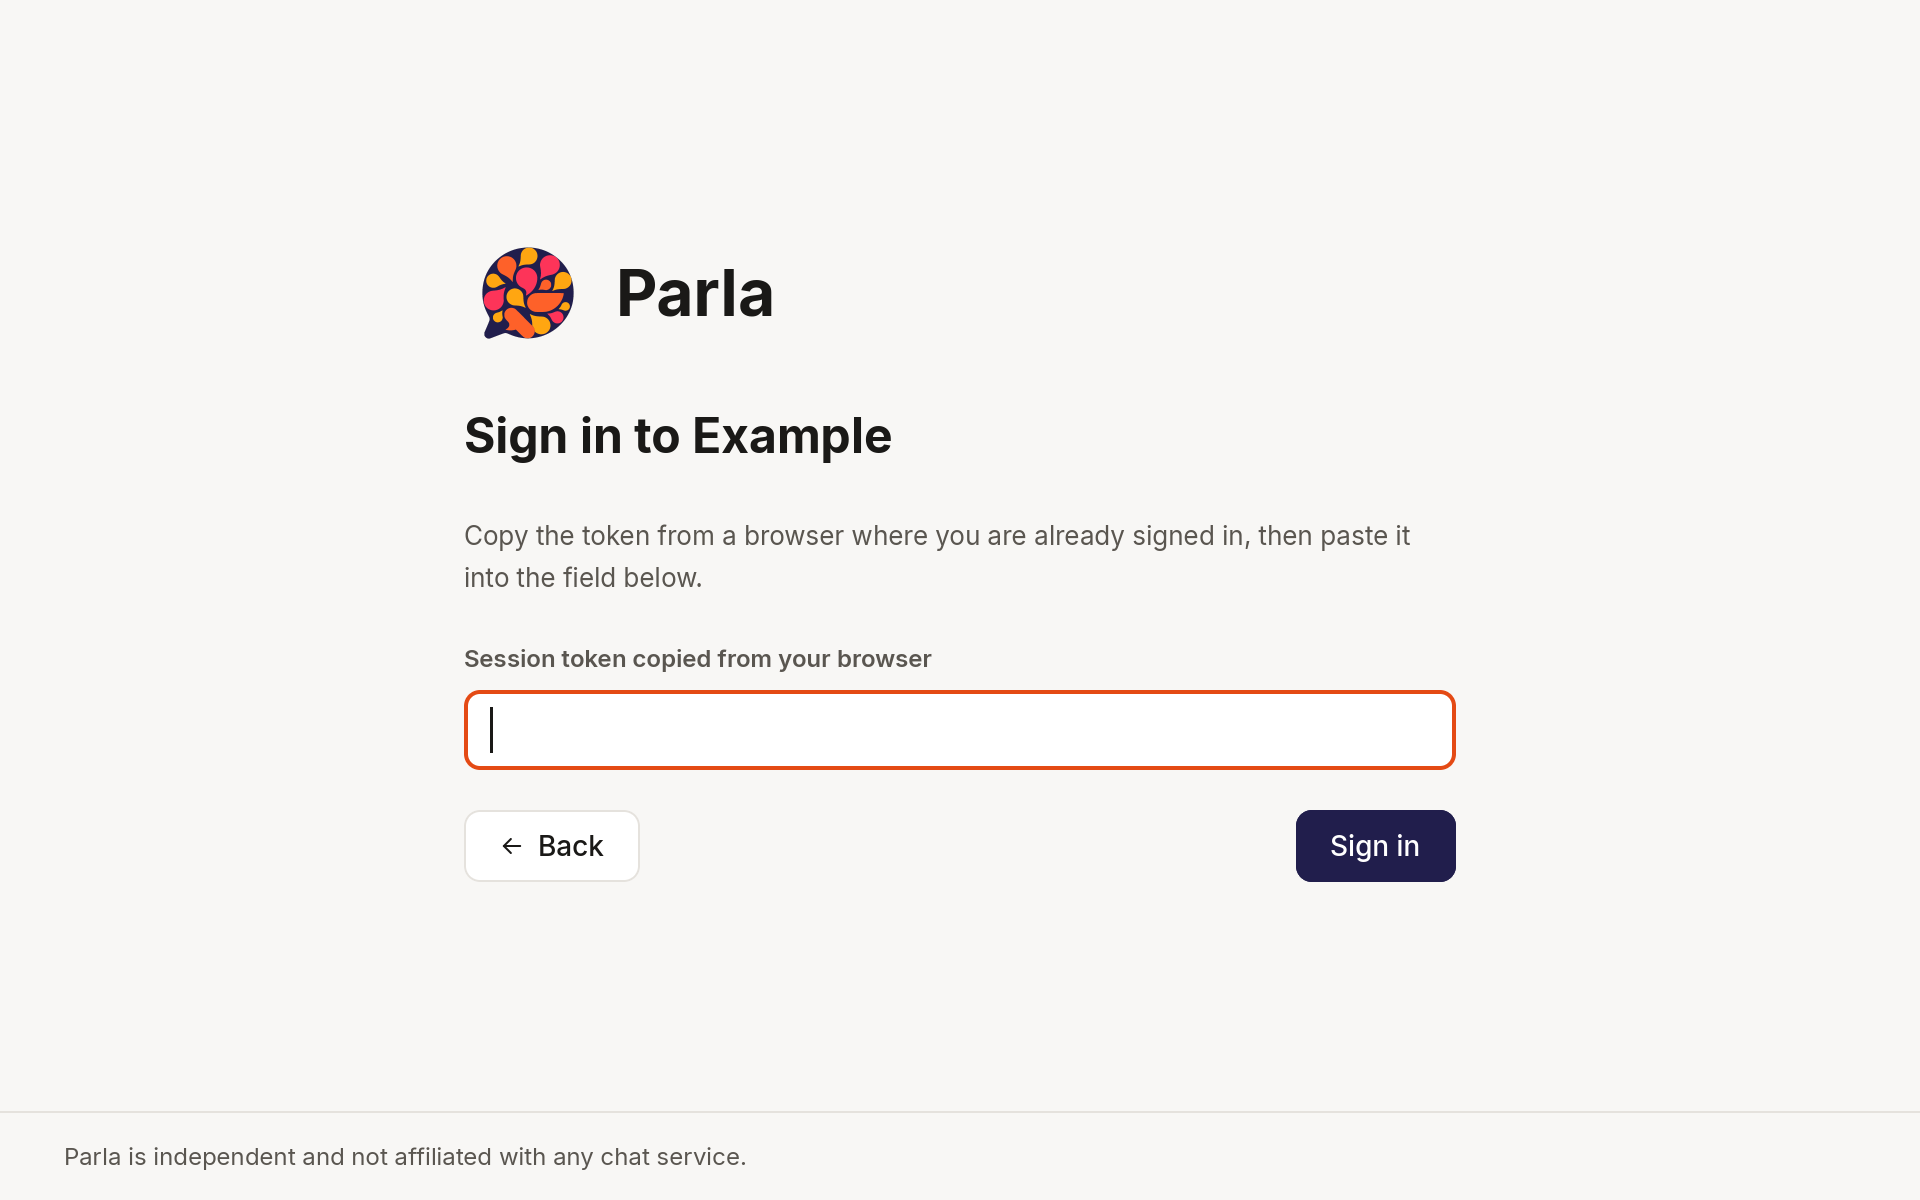 Parla
Sign in to Example
Copy the token from a browser where you are already signed in, then paste it
into the field below.
Session token copied from your browser
← Back
Sign in
Parla is independent and not affiliated with any chat service.